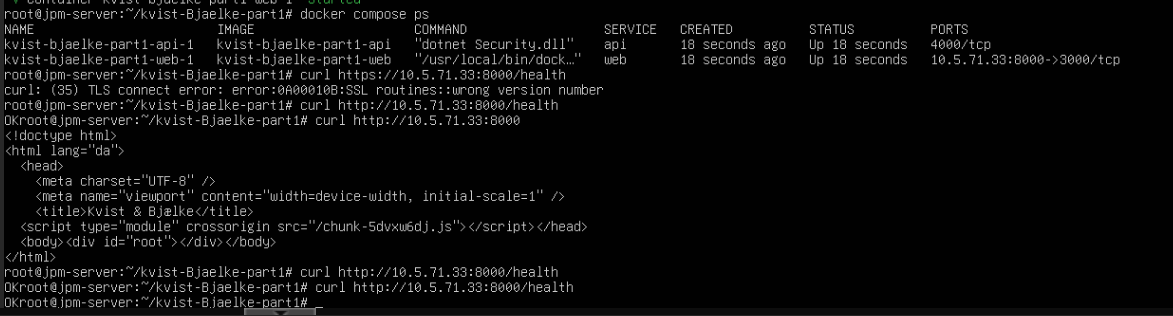 root@jpm-server:~/kvist-Bjaelke-part1# docker compose ps
NAME IMAGE COMMAND SERVICE CREATED STATUS PORTS
kvist-bjaelke-part1-api-1 kvist-bjaelke-part1-api "dotnet Security.dll" api 18 seconds ago Up 18 seconds 4000/tcp
kvist-bjaelke-part1-web-1 kvist-bjaelke-part1-web "/usr/local/bin/dock…" web 18 seconds ago Up 18 seconds 10.5.71.33:8000->3000/tcp
root@jpm-server:~/kvist-Bjaelke-part1# curl https://10.5.71.33:8000/health
curl: (35) TLS connect error: error:0A00010B:SSL routines::wrong version number
root@jpm-server:~/kvist-Bjaelke-part1# curl http://10.5.71.33:8000/health
OKroot@jpm-server:~/kvist-Bjaelke-part1# curl http://10.5.71.33:8000
<!doctype html>
<html lang="da">
  <head>
    <meta charset="UTF-8" />
    <meta name="viewport" content="width=device-width, initial-scale=1" />
    <title>Kvist & Bjælke</title>
  <script type="module" crossorigin src="/chunk-5dvxw6dj.js"></script></head>
  <body><div id="root"></div></body>
</html>
root@jpm-server:~/kvist-Bjaelke-part1# curl http://10.5.71.33:8000/health
OKroot@jpm-server:~/kvist-Bjaelke-part1# curl http://10.5.71.33:8000/health
OKroot@jpm-server:~/kvist-Bjaelke-part1# _